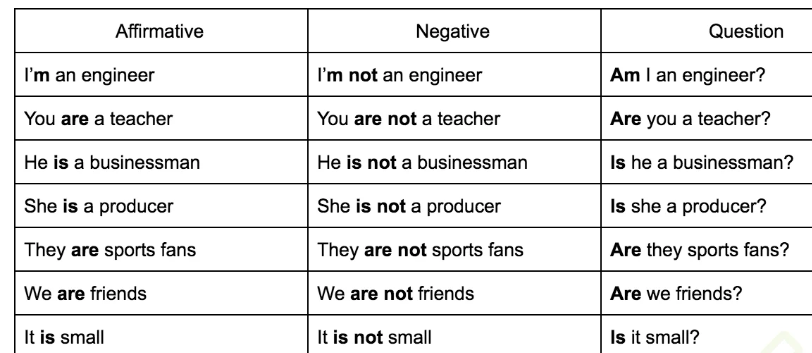 Affirmative Negative Question
I'm an engineer I'm not an engineer Am I an engineer?
You are a teacher You are not a teacher Are you a teacher?
He is a businessman He is not a businessman Is he a businessman?
She is a producer She is not a producer Is she a producer?
They are sports fans They are not sports fans Are they sports fans?
We are friends We are not friends Are we friends?
It is small It is not small Is it small?